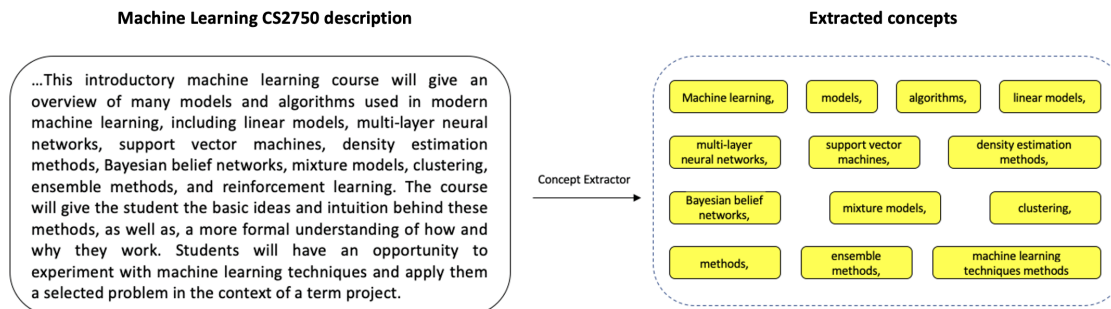 Machine Learning CS2750 description
Extracted concepts
...This introductory machine learning course will give an
overview of many models and algorithms used in modern
machine learning, including linear models, multi-layer neural
networks, support vector machines, density estimation
methods, Bayesian belief networks, mixture models, clustering,
ensemble methods, and reinforcement learning. The course
will give the student the basic ideas and intuition behind these
methods, as well as, a more formal understanding of how and
why they work. Students will have an opportunity to
experiment with machine learning techniques and apply them
a selected problem in the context of a term project.
Concept Extractor
Machine learning,
models,
algorithms,
linear models,
multi-layer
neural networks,
support vector
machines,
density estimation
methods,
Bayesian belief
networks,
mixture models,
clustering,
methods,
ensemble
methods,
machine learning
techniques methods